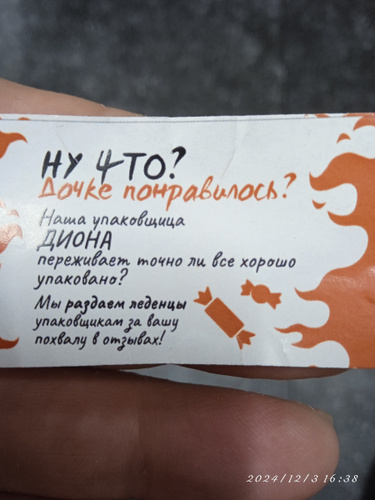 НУ ЧТО?
Дочке понравилось?
Наша упаковщица
ДИОНА
переживает точно ли все хорошо
упаковано?
Мы раздаем леденцы
упаковщикам за вашу
похвалу в отзывах!
2024/12/3 16:38